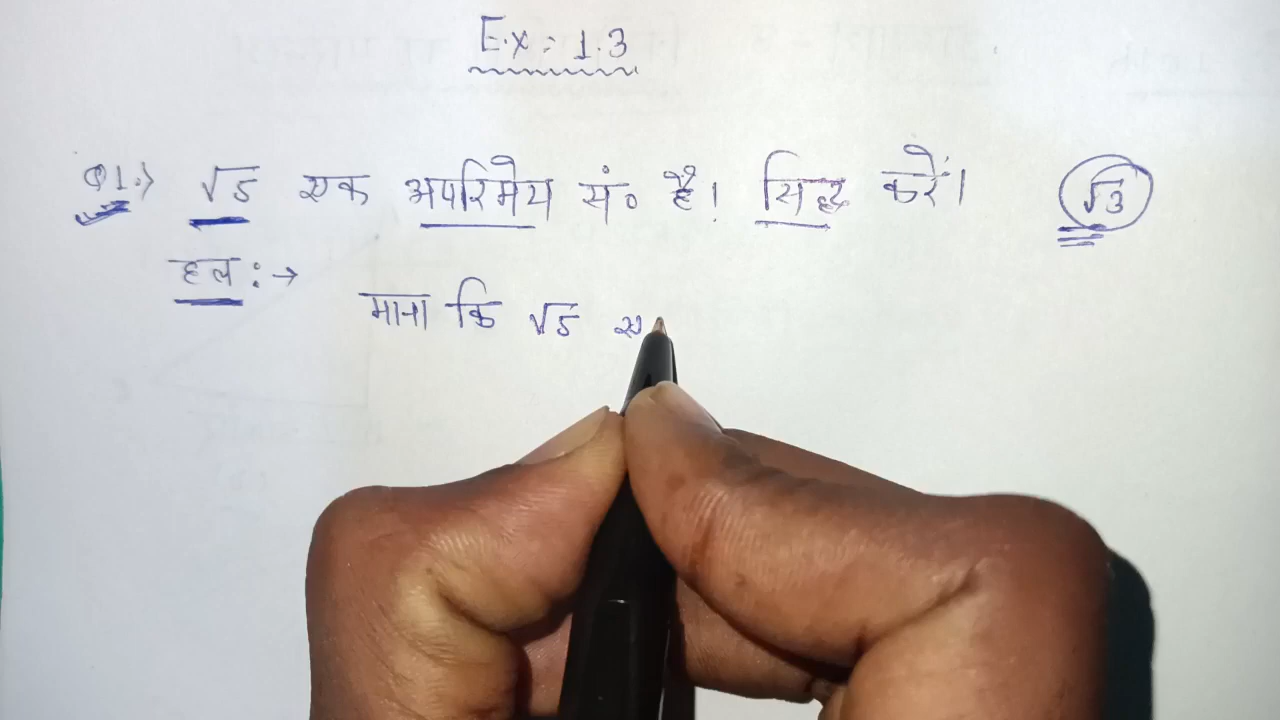 Ex:- 1.3
Q1.> √5 एक अपरिमेय सं० है। सिद्ध करें। √3
हल :→
माना कि √5 ए